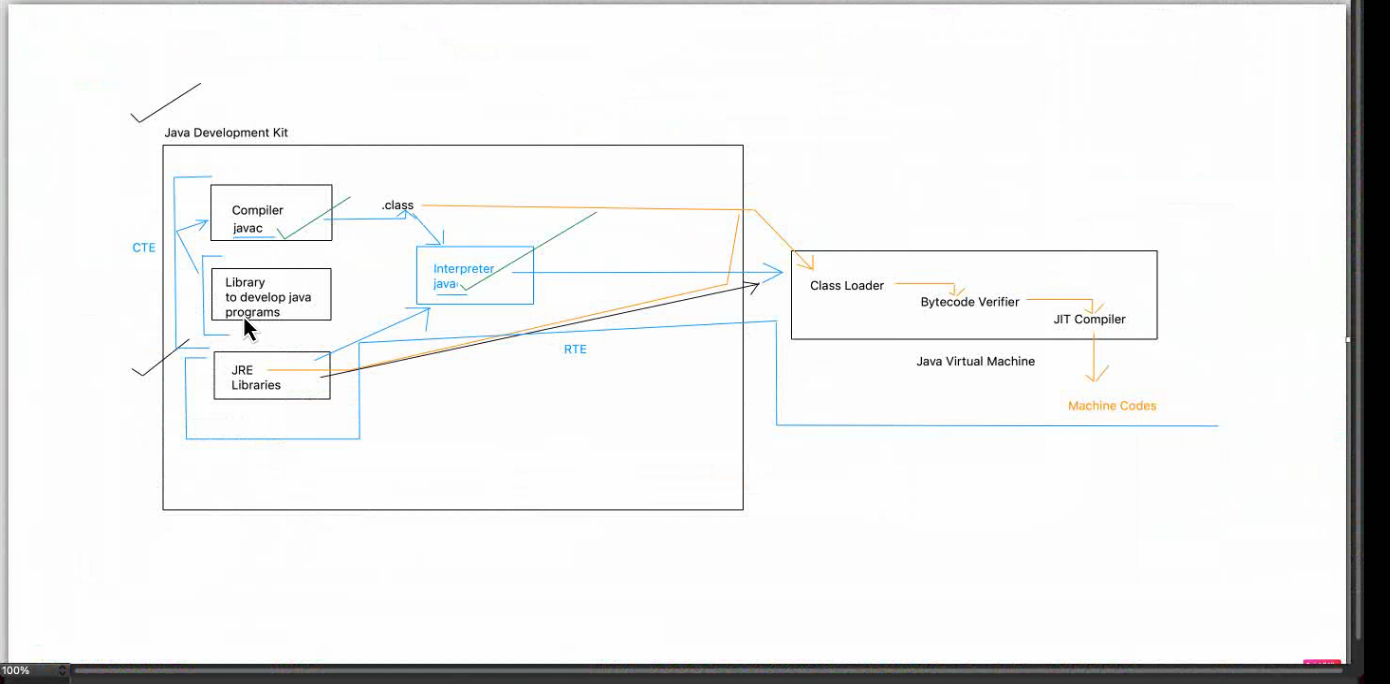 Java Development Kit
Compiler
javac
.class
CTE
Interpreter
java
Library
to develop java
programs
JRE
Libraries
RTE
Class Loader
Bytecode Verifier
JIT Compiler
Java Virtual Machine
Machine Codes
100%